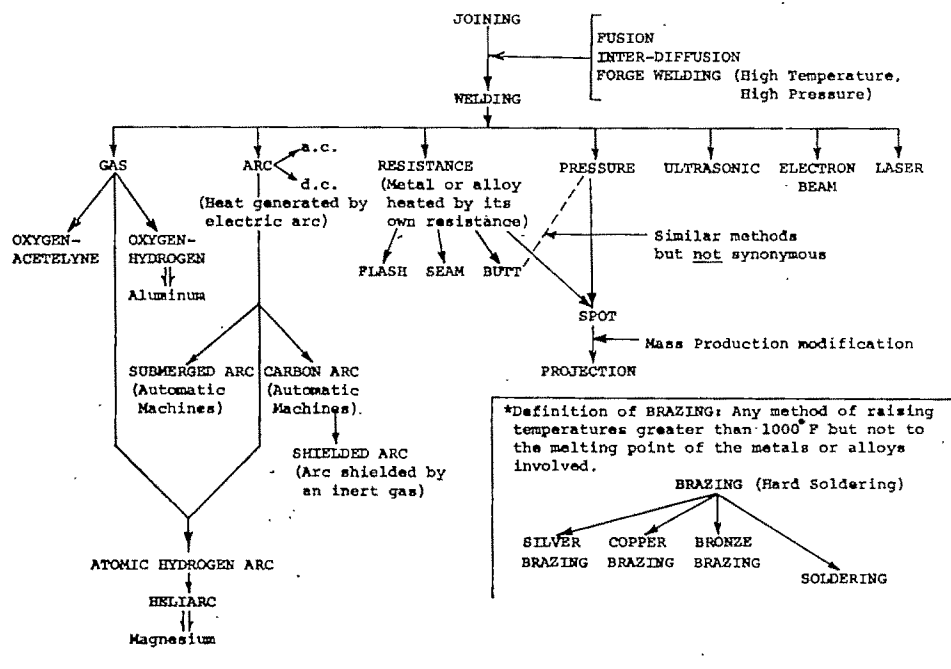 JOINING
FUSION
INTER-DIFFUSION
FORGE WELDING (High Temperature,
High Pressure)
WELDING
GAS
ARC
a.c.
d.c.
(Heat generated by
electric arc)
RESISTANCE
(Metal or alloy
heated by its
own resistance)
PRESSURE
ULTRASONIC
ELECTRON
BEAM
LASER
OXYGEN-
ACETELYNE
OXYGEN-
HYDROGEN
Aluminum
FLASH
SEAM
BUTT
Similar methods
but not synonymous
SPOT
Mass Production modification
PROJECTION
SUBMERGED ARC
(Automatic
Machines)
CARBON ARC
(Automatic
Machines).
SHIELDED ARC
(Arc shielded by
an inert gas)
ATOMIC HYDROGEN ARC
HELIARC
Magnesium
*Definition of BRAZING: Any method of raising
temperatures greater than 1000°F but not to
the melting point of the metals or alloys
involved.
BRAZING (Hard Soldering)
SILVER
BRAZING
COPPER
BRAZING
BRONZE
BRAZING
SOLDERING